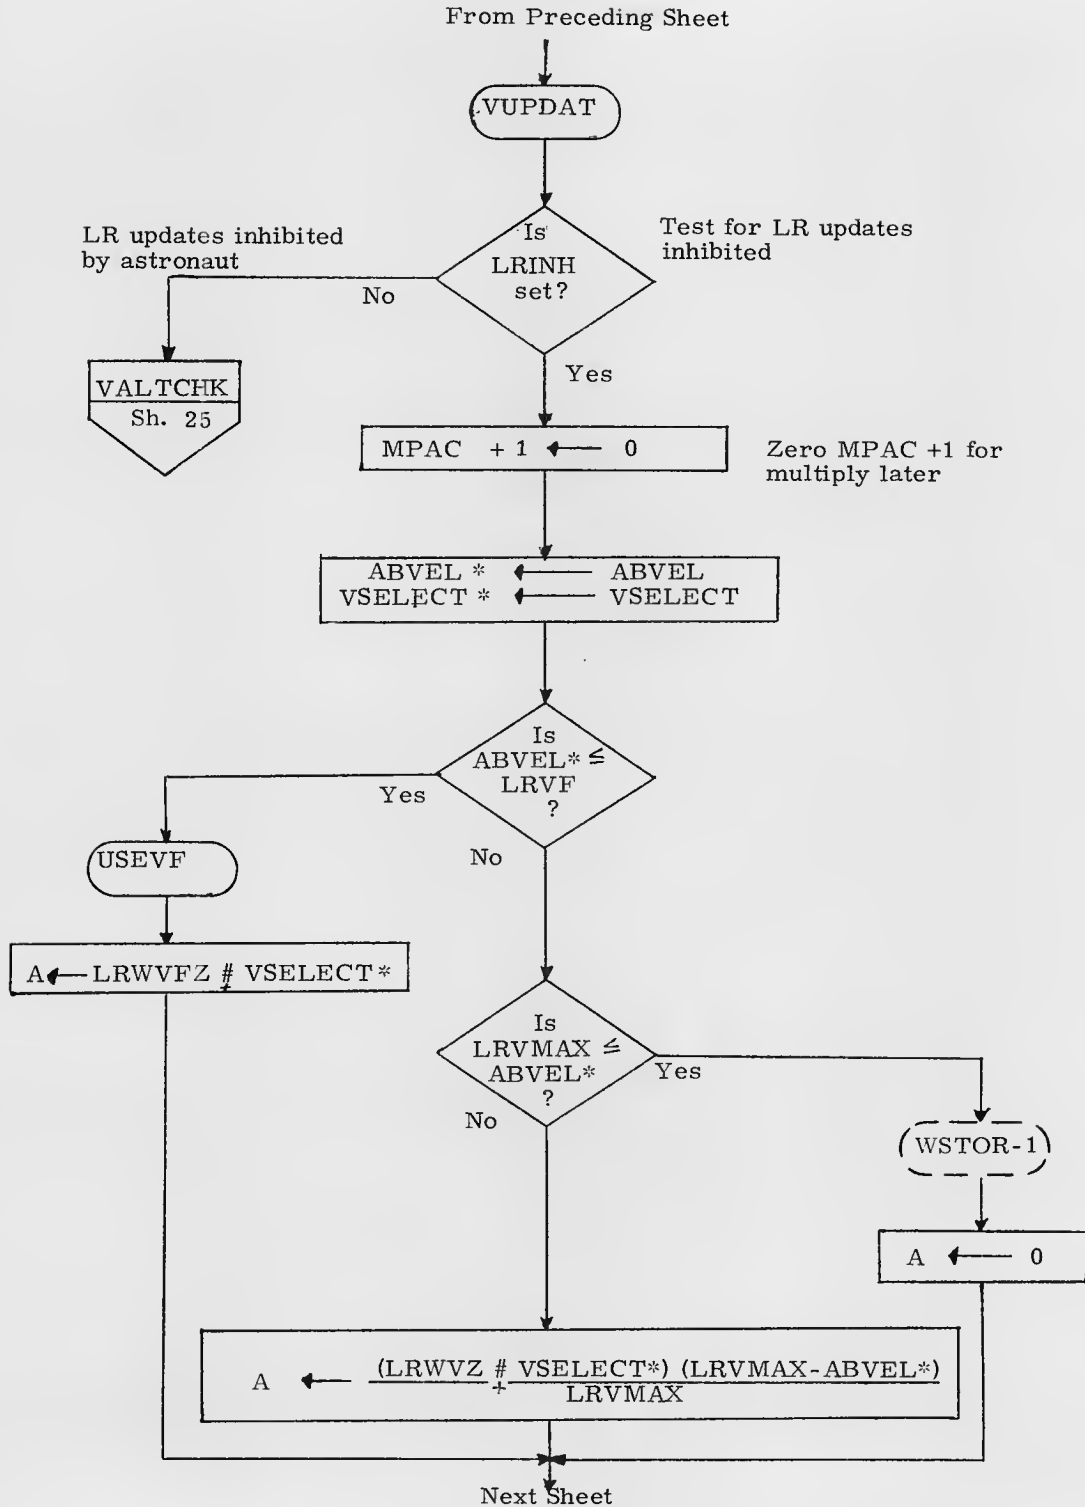 From Preceding Sheet
VUPDAT
Is
LRINH
set?
Test for LR updates
inhibited
LR updates inhibited
by astronaut
No
VALTCHK
Sh. 25
Yes
MPAC + 1 ← 0
Zero MPAC +1 for
multiply later
ABVEL * ← ABVEL
VSELECT * ← VSELECT
Is
ABVEL* ≤
LRVF
?
Yes
No
USEVF
A ← LRWVFZ # + VSELECT*
Is
LRVMAX ≤
ABVEL*
?
Yes
No
WSTOR-1
A ← 0
A ← (LRWVZ # + VSELECT*) (LRVMAX-ABVEL*)
LRVMAX
Next Sheet